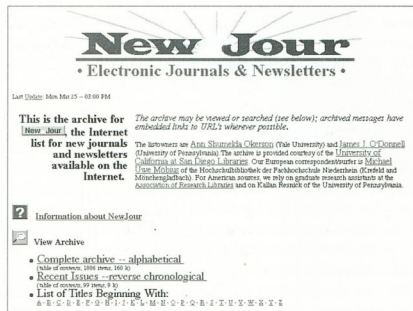 New Jour
• Electronic Journals & Newsletters •
Last Update: Mon Mar 25 -- 03:00 PM
This is the archive for
New Jour, the Internet
list for new journals
and newsletters
available on the
Internet.
The archive may be viewed or searched (see below); archived messages have
embedded links to URL's wherever possible.
The listowners are Ann Shumelda Okerson (Yale University) and James J. O'Donnell
(University of Pennsylvania). The archive is provided courtesy of the University of
California at San Diego Libraries. Our European correspondent/surfer is Michael
Uwe Mobius of the Hochschulbibliothek der Fachhochschule Niederrhein (Krefeld and
Mönchengladbach). For American sources, we rely on graduate research assistants at the
Association of Research Libraries and on Kallan Resnick of the University of Pennsylvania.
Information about NewJour
View Archive
• Complete archive -- alphabetical
(table of contents, 1806 items, 160 k)
• Recent Issues --reverse chronological
(table of contents, 99 items, 9 k)
• List of Titles Beginning With:
A - B - C - D - E - F - G - H - I - J - K - L - M - N - O - P - Q - R - S - T - U - V - W - X - Y - Z